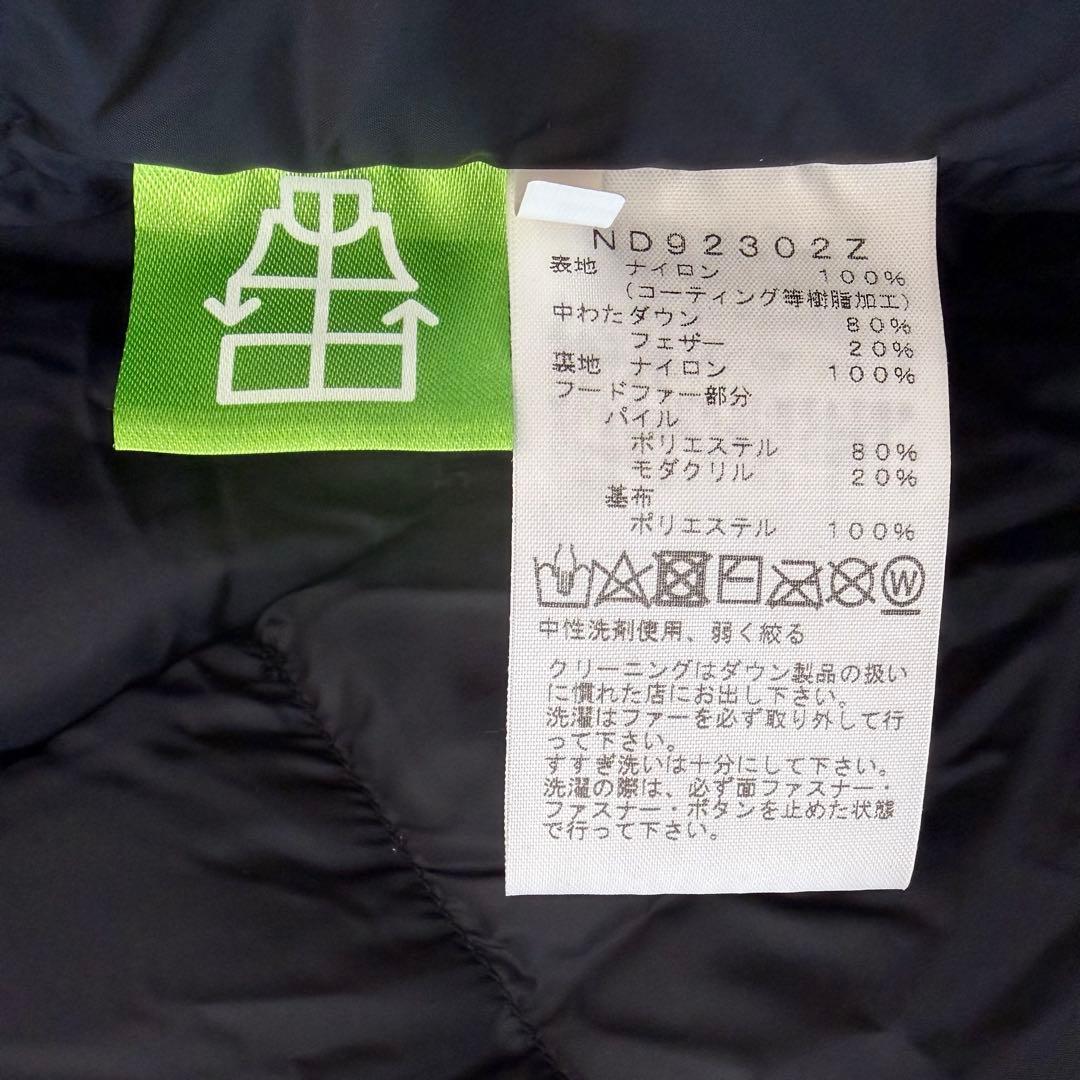 ND92302Z
表地 ナイロン 100%
(コーティング等樹脂加工)
中わたダウン 80%
フェザー 20%
裏地 ナイロン 100%
フードファー部分
パイル
ポリエステル 80%
モダクリル 20%
基布
ポリエステル 100%
W
中性洗剤使用、弱く絞る
クリーニングはダウン製品の扱い
に慣れた店にお出し下さい。
洗濯はファーを必ず取り外して行
って下さい。
すすぎ洗いは十分にして下さい。
洗濯の際は、必ず面ファスナー・
ファスナー・ボタンを止めた状態
で行って下さい。